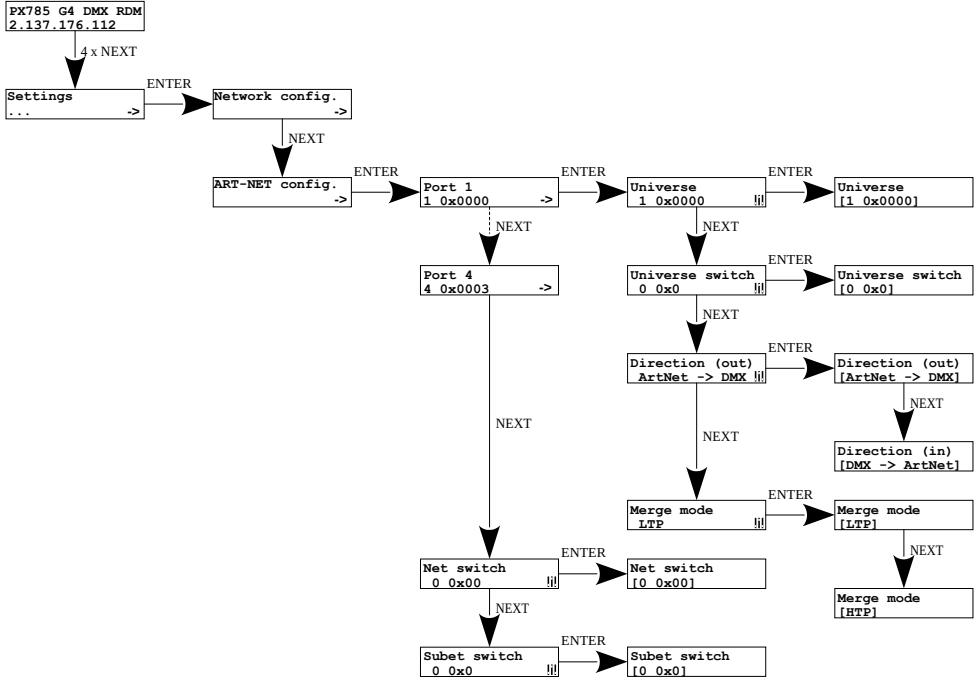 PX785 G4 DMX RDM
2.137.176.112
4 x NEXT
Settings
... ->
ENTER
Network config.
->
NEXT
ART-NET config.
->
ENTER
Port 1
1 0x0000 ->
ENTER
Universe
1 0x0000 !i!
ENTER
Universe
[1 0x0000]
NEXT
NEXT
Port 4
4 0x0003 ->
Universe switch
0 0x0 !i!
ENTER
Universe switch
[0 0x0]
NEXT
Direction (out)
ArtNet -> DMX !i!
ENTER
Direction (out)
[ArtNet -> DMX]
NEXT
NEXT
NEXT
Direction (in)
[DMX -> ArtNet]
Merge mode
LTP !i!
ENTER
Merge mode
[LTP]
NEXT
Net switch
0 0x00 !i!
ENTER
Net switch
[0 0x00]
Merge mode
[HTP]
NEXT
Subet switch
0 0x0 !i!
ENTER
Subet switch
[0 0x0]